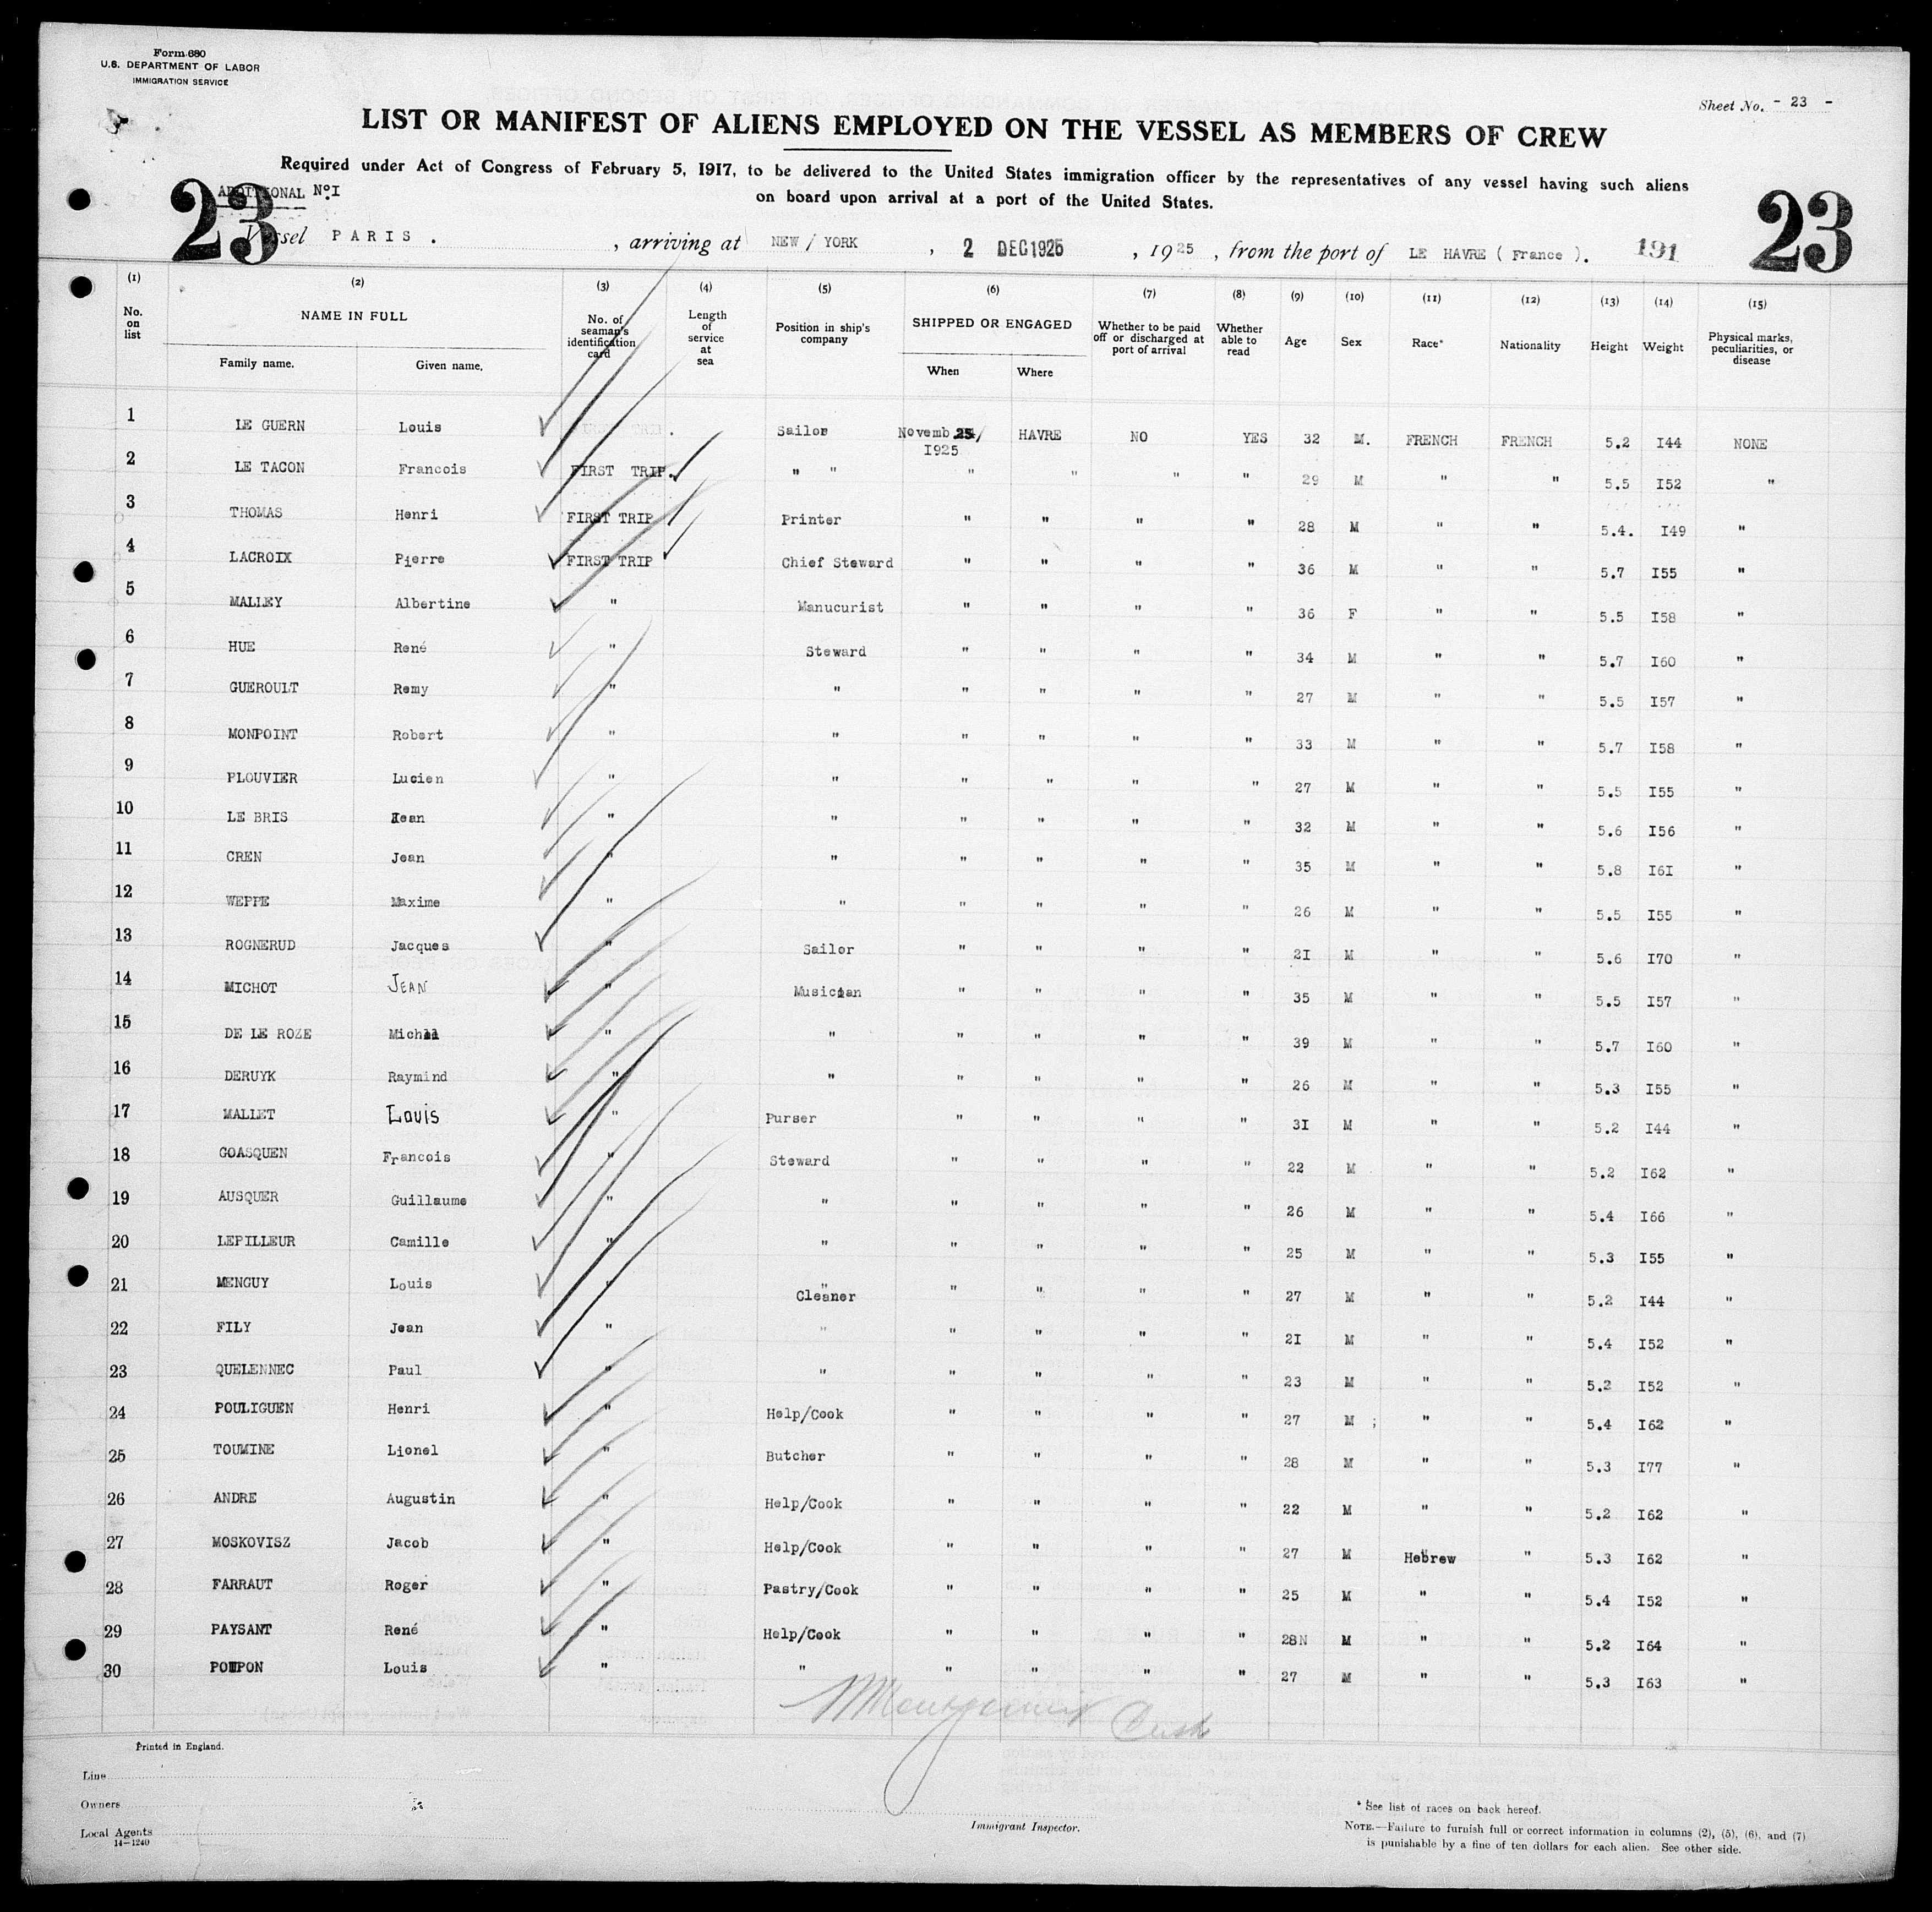 Form 680
U.S. DEPARTMENT OF LABOR
IMMIGRATION SERVICE
Sheet No. - 23 -
LIST OR MANIFEST OF ALIENS EMPLOYED ON THE VESSEL AS MEMBERS OF CREW
Required under Act of Congress of February 5, 1917, to be delivered to the United States immigration officer by the representatives of any vessel having such aliens
on board upon arrival at a port of the United States.
ADDITIONAL N°.I
23 23
Vessel PARIS . , arriving at NEW / YORK , 2 DEC 1925 , 1925 , from the port of LE HAVRE ( France ). 191
(1) (2) (3) (4) (5) (6) (7) (8) (9) (10) (11) (12) (13) (14) (15)
No. on list NAME IN FULL Family name. Given name. No. of seaman's identification card Length of service at sea Position in ship's company SHIPPED OR ENGAGED When Where Whether to be paid off or discharged at port of arrival Whether able to read Age Sex Race* Nationality Height Weight Physical marks, peculiarities, or disease
1 LE GUERN Louis Sailor Novemb 25/ HAVRE NO YES 32 M. FRENCH FRENCH 5.2 I44 NONE
I925
2 LE TACON Francois FIRST TRIP. " " " " " " 29 M " " 5.5 I52 "
3 THOMAS Henri FIRST TRIP Printer " " " " 28 M " " 5.4. I49 "
4 LACROIX Pierre FIRST TRIP Chief Steward " " " " 36 M " " 5.7 I55 "
5 MALLEY Albertine " Manucurist " " " " 36 F " " 5.5 I58 "
6 HUE René " Steward " " " " 34 M " " 5.7 I60 "
7 GUEROULT Remy " " " " " " 27 M " " 5.5 I57 "
8 MONPOINT Robert " " " " " " 33 M " " 5.7 I58 "
9 PLOUVIER Lucien " " " " " " 27 M " " 5.5 I55 "
10 LE BRIS Jean " " " " " " 32 M " " 5.6 I56 "
11 CREN Jean " " " " " " 35 M " " 5.8 I6I "
12 WEPPE Maxime " " " " " " 26 M " " 5.5 I55 "
13 ROGNERUD Jacques " Sailor " " " " 2I M " " 5.6 I70 "
14 MICHOT JEAN " Musician " " " " 35 M " " 5.5 I57 "
15 DE LE ROZE Michel " " " " " " 39 M " " 5.7 I60 "
16 DERUYK Raymind " " " " " " 26 M " " 5.3 I55 "
17 MALLET Louis " Purser " " " " 3I M " " 5.2 I44 "
18 GOASQUEN Francois " Steward " " " " 22 M " " 5.2 I62 "
19 AUSQUER Guillaume " " " " " " 26 M " " 5.4 I66 "
20 LEPILLEUR Camille " " " " " " 25 M " " 5.3 I55 "
21 MENGUY Louis " " Cleaner " " " " 27 M " " 5.2 I44 "
22 FILY Jean " " " " " " 2I M " " 5.4 I52 "
23 QUELENNEC Paul " " " " " " 23 M " " 5.2 I52 "
24 POULIGUEN Henri " Help/Cook " " " " 27 M ; " " 5.4 I62 "
25 TOUMINE Lionel " Butcher " " " " 28 M " " 5.3 I77 "
26 ANDRE Augustin " Help/Cook " " " " 22 M " " 5.2 I62 "
27 MOSKOVISZ Jacob " Help/Cook " " " " 27 M Hebrew " 5.3 I62 "
28 FARRAUT Roger " Pastry/Cook " " " " 25 M " " 5.4 I52 "
29 PAYSANT René " Help/Cook " " " " 28N M " " 5.2 I64 "
30 POUPON Louis " " " " " " 27 M " " 5.3 I63 "
Printed in England.
Line
Owners
Local Agents
14-1240
Immigrant Inspector.
* See list of races on back hereof.
NOTE.—Failure to furnish full or correct information in columns (2), (5), (6), and (7)
is punishable by a fine of ten dollars for each alien. See other side.